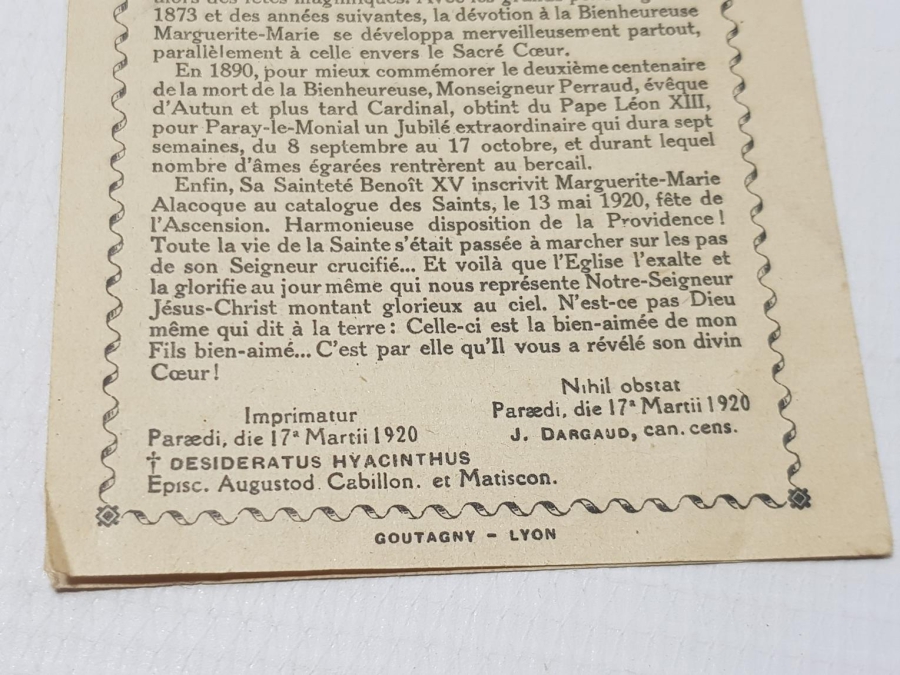 1873 et des années suivantes, la dévotion à la Bienheureuse
Marguerite-Marie se développa merveilleusement partout,
parallèlement à celle envers le Sacré Cœur.
En 1890, pour mieux commémorer le deuxième centenaire
de la mort de la Bienheureuse, Monseigneur Perraud, évêque
d'Autun et plus tard Cardinal, obtint du Pape Léon XIII,
pour Paray-le-Monial un Jubilé extraordinaire qui dura sept
semaines, du 8 septembre au 17 octobre, et durant lequel
nombre d'âmes égarées rentrèrent au bercail.
Enfin, Sa Sainteté Benoît XV inscrivit Marguerite-Marie
Alacoque au catalogue des Saints, le 13 mai 1920, fête de
l'Ascension. Harmonieuse disposition de la Providence !
Toute la vie de la Sainte s'était passée à marcher sur les pas
de son Seigneur crucifié... Et voilà que l'Eglise l'exalte et
la glorifie au jour même qui nous représente Notre-Seigneur
Jésus-Christ montant glorieux au ciel. N'est-ce pas Dieu
même qui dit à la terre : Celle-ci est la bien-aimée de mon
Fils bien-aimé... C'est par elle qu'Il vous a révélé son divin
Cœur !
Imprimatur
Parædi, die 17ª Martii 1920
† DESIDERATUS HYACINTHUS
Episc. Augustod. Cabillon. et Matiscon.
Nihil obstat
Parædi, die 17ª Martii 1920
J. DARGAUD, can. cens.
GOUTAGNY - LYON